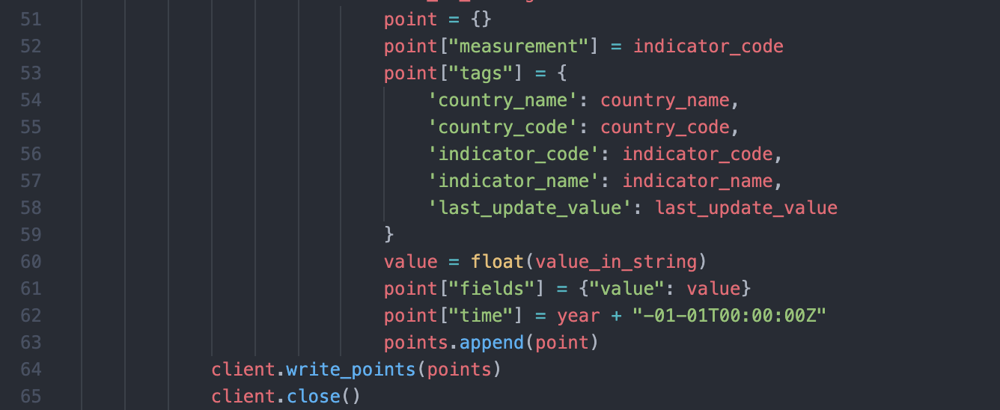 51 point = {}
52 point["measurement"] = indicator_code
53 point["tags"] = {
54 'country_name': country_name,
55 'country_code': country_code,
56 'indicator_code': indicator_code,
57 'indicator_name': indicator_name,
58 'last_update_value': last_update_value
59 }
60 value = float(value_in_string)
61 point["fields"] = {"value": value}
62 point["time"] = year + "-01-01T00:00:00Z"
63 points.append(point)
64 client.write_points(points)
65 client.close()